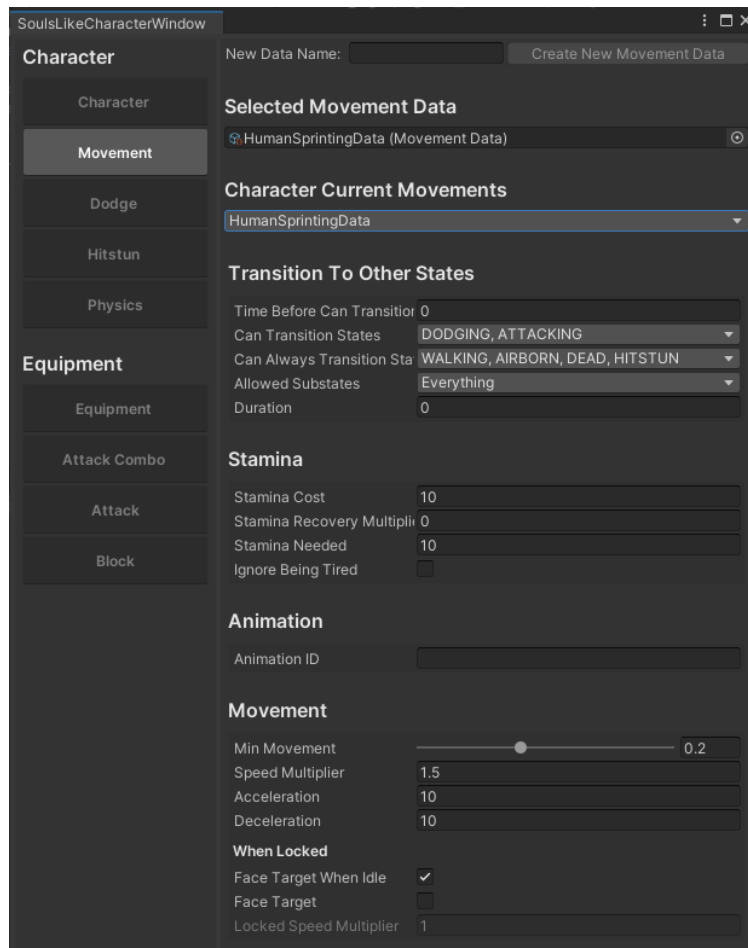 SoulsLikeCharacterWindow
Character
Character
Movement
Dodge
Hitstun
Physics
Equipment
Equipment
Attack Combo
Attack
Block
New Data Name:
Create New Movement Data
Selected Movement Data
HumanSprintingData (Movement Data)
Character Current Movements
HumanSprintingData
Transition To Other States
Time Before Can Transition 0
Can Transition States DODGING, ATTACKING
Can Always Transition Sta WALKING, AIRBORN, DEAD, HITSTUN
Allowed Substates Everything
Duration 0
Stamina
Stamina Cost 10
Stamina Recovery Multipli 0
Stamina Needed 10
Ignore Being Tired
Animation
Animation ID
Movement
Min Movement 0.2
Speed Multiplier 1.5
Acceleration 10
Deceleration 10
When Locked
Face Target When Idle
Face Target
Locked Speed Multiplier 1